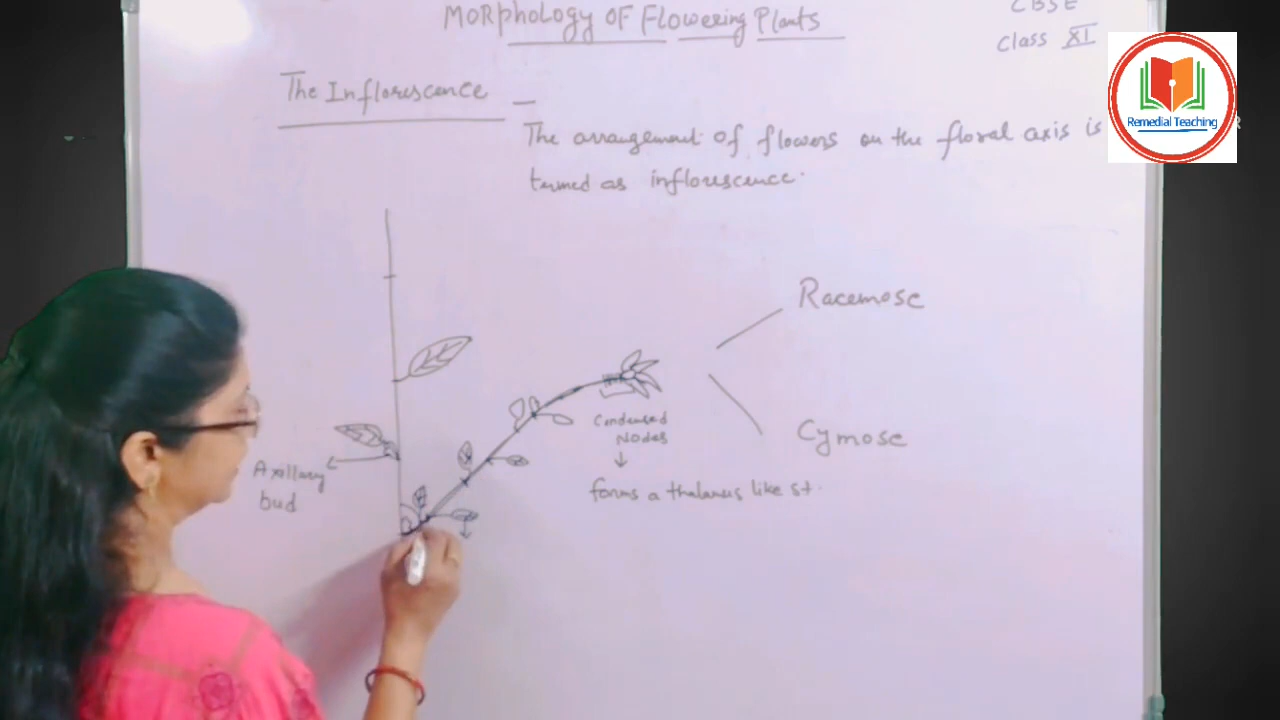 MORphology OF Flowering Plants
CBSE
Class XI
Remedial Teaching
The Inflorescence
The arrangement of flowers on the floral axis is
termed as inflorescence.
Racemose
Cymose
Condensed
Nodes
forms a thalamus like st.
Axillary
bud